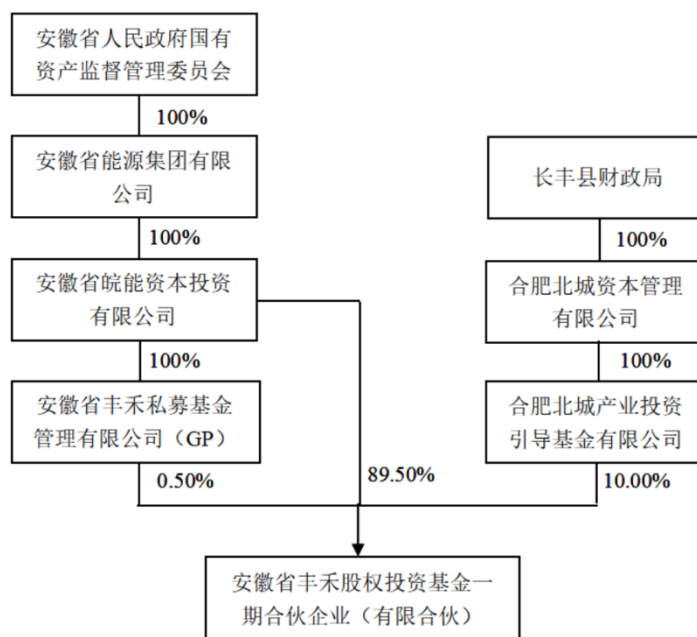 安徽省人民政府国有
资产监督管理委员会
100%
安徽省能源集团有限
公司
100%
安徽省皖能资本投资
有限公司
100%
安徽省丰禾私募基金
管理有限公司（GP）
0.50%
89.50%
长丰县财政局
100%
合肥北城资本管理
有限公司
100%
合肥北城产业投资
引导基金有限公司
10.00%
安徽省丰禾股权投资基金一
期合伙企业（有限合伙）